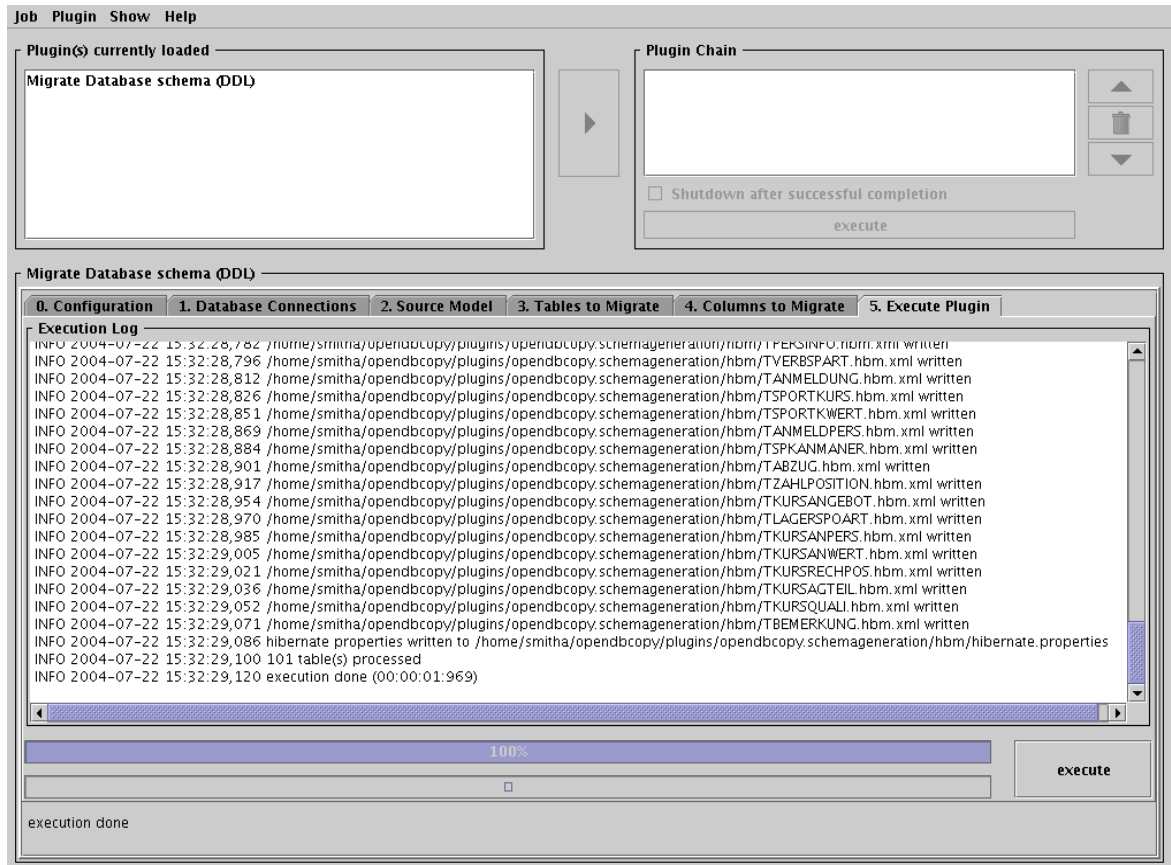 Job Plugin Show Help
Plugin(s) currently loaded
Plugin Chain
Migrate Database schema (DDL)
Shutdown after successful completion
execute
Migrate Database schema (DDL)
0. Configuration 1. Database Connections 2. Source Model 3. Tables to Migrate 4. Columns to Migrate 5. Execute Plugin
Execution Log
INFO 2004-07-22 15:32:28,782 /home/smitha/opendbcopy/plugins/opendbcopy.schemageneration/hbm/TPERSINFO.hbm.xml written
INFO 2004-07-22 15:32:28,796 /home/smitha/opendbcopy/plugins/opendbcopy.schemageneration/hbm/TVERBSPART.hbm.xml written
INFO 2004-07-22 15:32:28,812 /home/smitha/opendbcopy/plugins/opendbcopy.schemageneration/hbm/TANMELDUNG.hbm.xml written
INFO 2004-07-22 15:32:28,826 /home/smitha/opendbcopy/plugins/opendbcopy.schemageneration/hbm/TSPORTKURS.hbm.xml written
INFO 2004-07-22 15:32:28,851 /home/smitha/opendbcopy/plugins/opendbcopy.schemageneration/hbm/TSPORTKWERT.hbm.xml written
INFO 2004-07-22 15:32:28,869 /home/smitha/opendbcopy/plugins/opendbcopy.schemageneration/hbm/TANMELDPERS.hbm.xml written
INFO 2004-07-22 15:32:28,884 /home/smitha/opendbcopy/plugins/opendbcopy.schemageneration/hbm/TSPKANMANER.hbm.xml written
INFO 2004-07-22 15:32:28,901 /home/smitha/opendbcopy/plugins/opendbcopy.schemageneration/hbm/TABZUG.hbm.xml written
INFO 2004-07-22 15:32:28,917 /home/smitha/opendbcopy/plugins/opendbcopy.schemageneration/hbm/TZAHLPOSITION.hbm.xml written
INFO 2004-07-22 15:32:28,954 /home/smitha/opendbcopy/plugins/opendbcopy.schemageneration/hbm/TKURSANGEBOT.hbm.xml written
INFO 2004-07-22 15:32:28,970 /home/smitha/opendbcopy/plugins/opendbcopy.schemageneration/hbm/TLAGERSPOART.hbm.xml written
INFO 2004-07-22 15:32:28,985 /home/smitha/opendbcopy/plugins/opendbcopy.schemageneration/hbm/TKURSANPERS.hbm.xml written
INFO 2004-07-22 15:32:29,005 /home/smitha/opendbcopy/plugins/opendbcopy.schemageneration/hbm/TKURSANWERT.hbm.xml written
INFO 2004-07-22 15:32:29,021 /home/smitha/opendbcopy/plugins/opendbcopy.schemageneration/hbm/TKURSRECHPOS.hbm.xml written
INFO 2004-07-22 15:32:29,036 /home/smitha/opendbcopy/plugins/opendbcopy.schemageneration/hbm/TKURSAGTEIL.hbm.xml written
INFO 2004-07-22 15:32:29,052 /home/smitha/opendbcopy/plugins/opendbcopy.schemageneration/hbm/TKURSQUALI.hbm.xml written
INFO 2004-07-22 15:32:29,071 /home/smitha/opendbcopy/plugins/opendbcopy.schemageneration/hbm/TBEMERKUNG.hbm.xml written
INFO 2004-07-22 15:32:29,086 hibernate properties written to /home/smitha/opendbcopy/plugins/opendbcopy.schemageneration/hbm/hibernate.properties
INFO 2004-07-22 15:32:29,100 101 table(s) processed
INFO 2004-07-22 15:32:29,120 execution done (00:00:01:969)
100%
execute
execution done